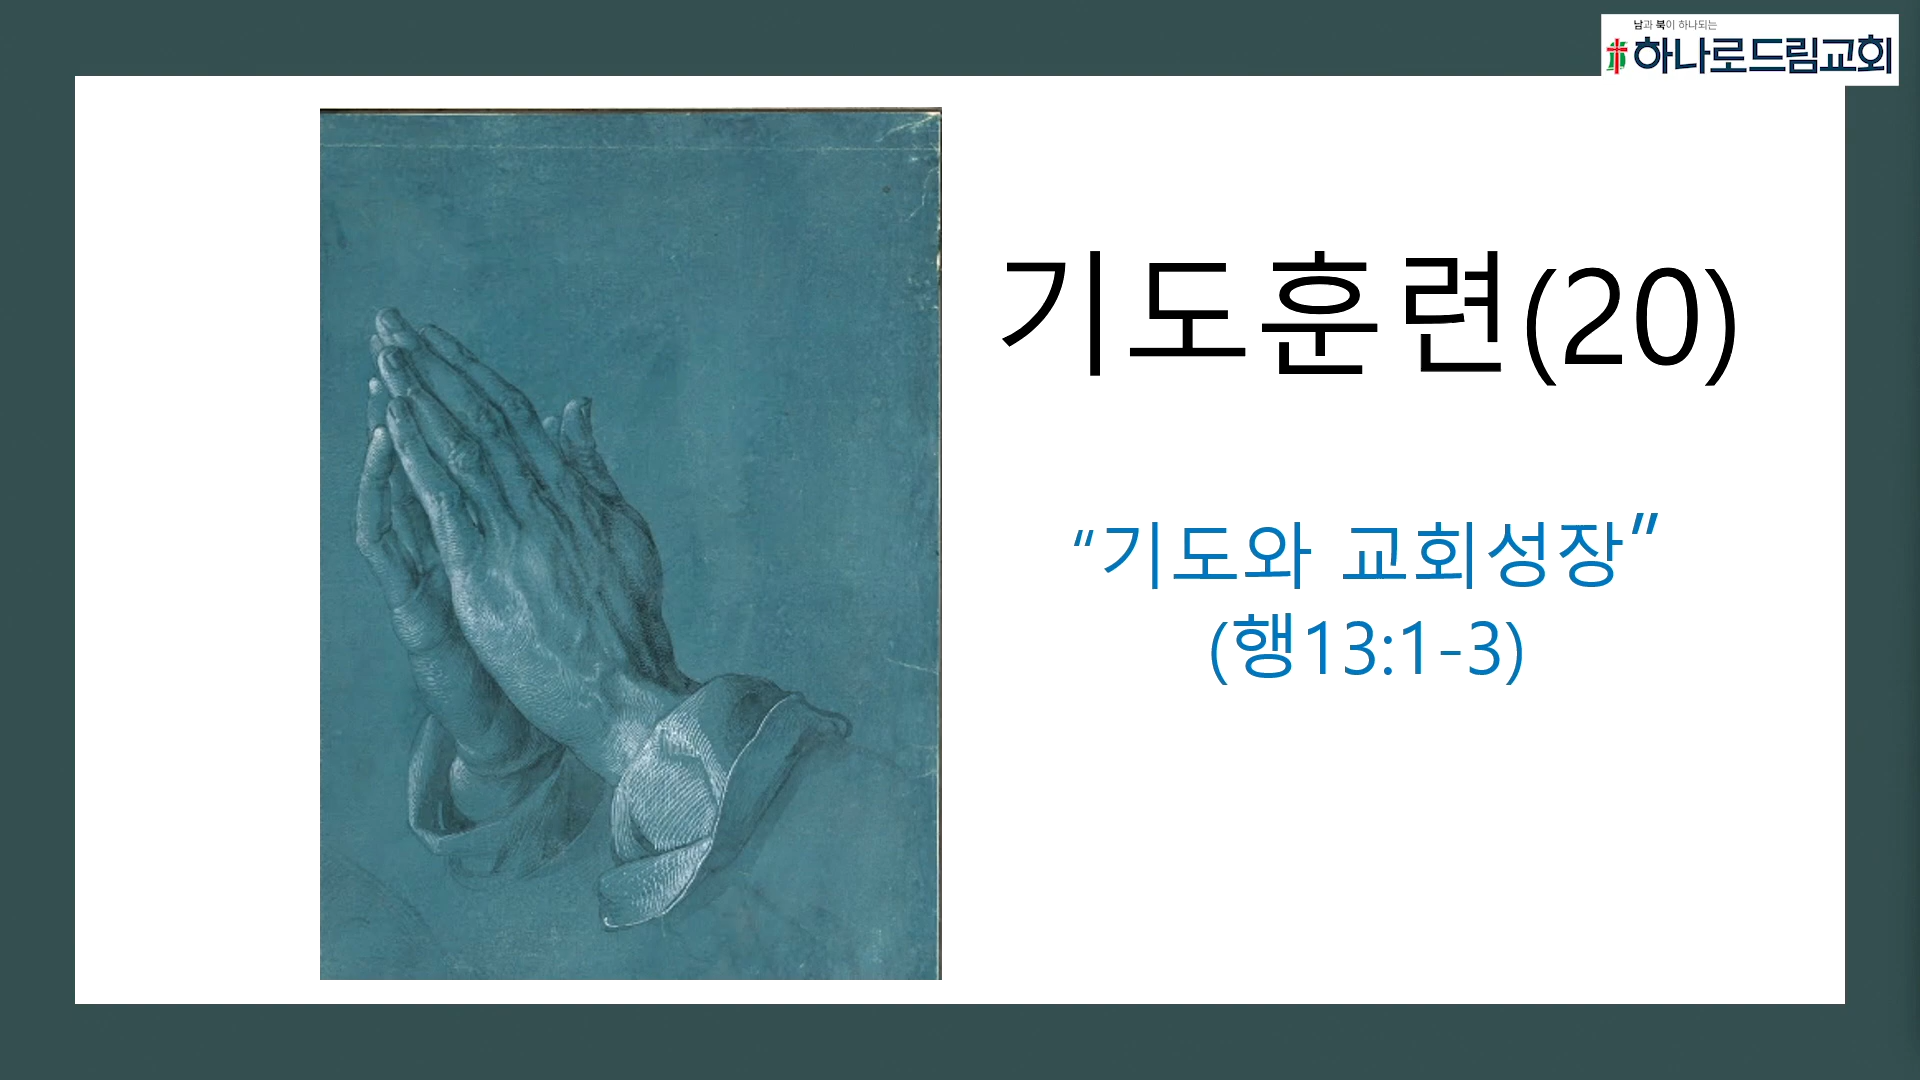 남과 북이 하나되는
하나로드림교회
기도훈련(20)
“기도와 교회성장”
(행13:1-3)